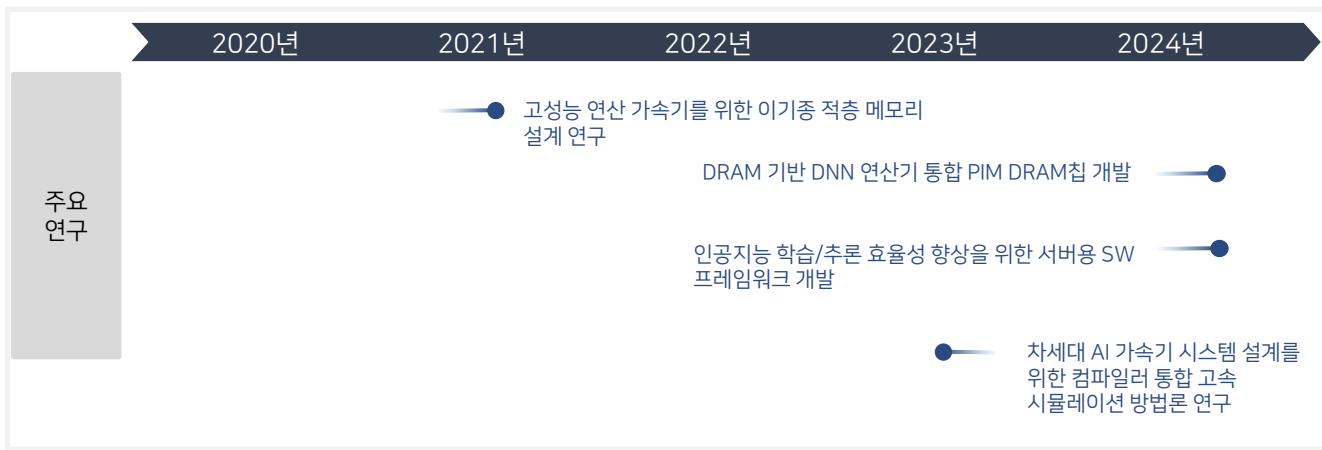 2020년 2021년 2022년 2023년 2024년
주요
연구
고성능 연산 가속기를 위한 이기종 적층 메모리
설계 연구
DRAM 기반 DNN 연산기 통합 PIM DRAM칩 개발
인공지능 학습/추론 효율성 향상을 위한 서버용 SW
프레임워크 개발
차세대 AI 가속기 시스템 설계를
위한 컴파일러 통합 고속
시뮬레이션 방법론 연구